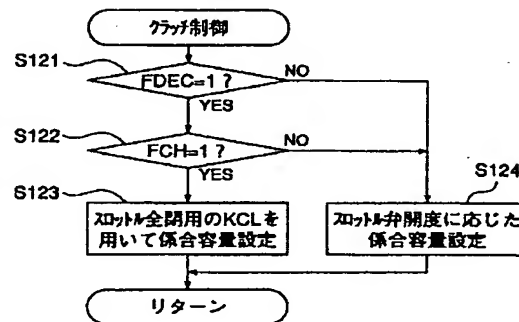 クラッチ制御
S121
FDEC=1 ?
NO
YES
S122
FCH=1 ?
NO
YES
S123
スロットル全閉用のKCLを
用いて係合容量設定
S124
スロットル弁開度に応じた
係合容量設定
リターン